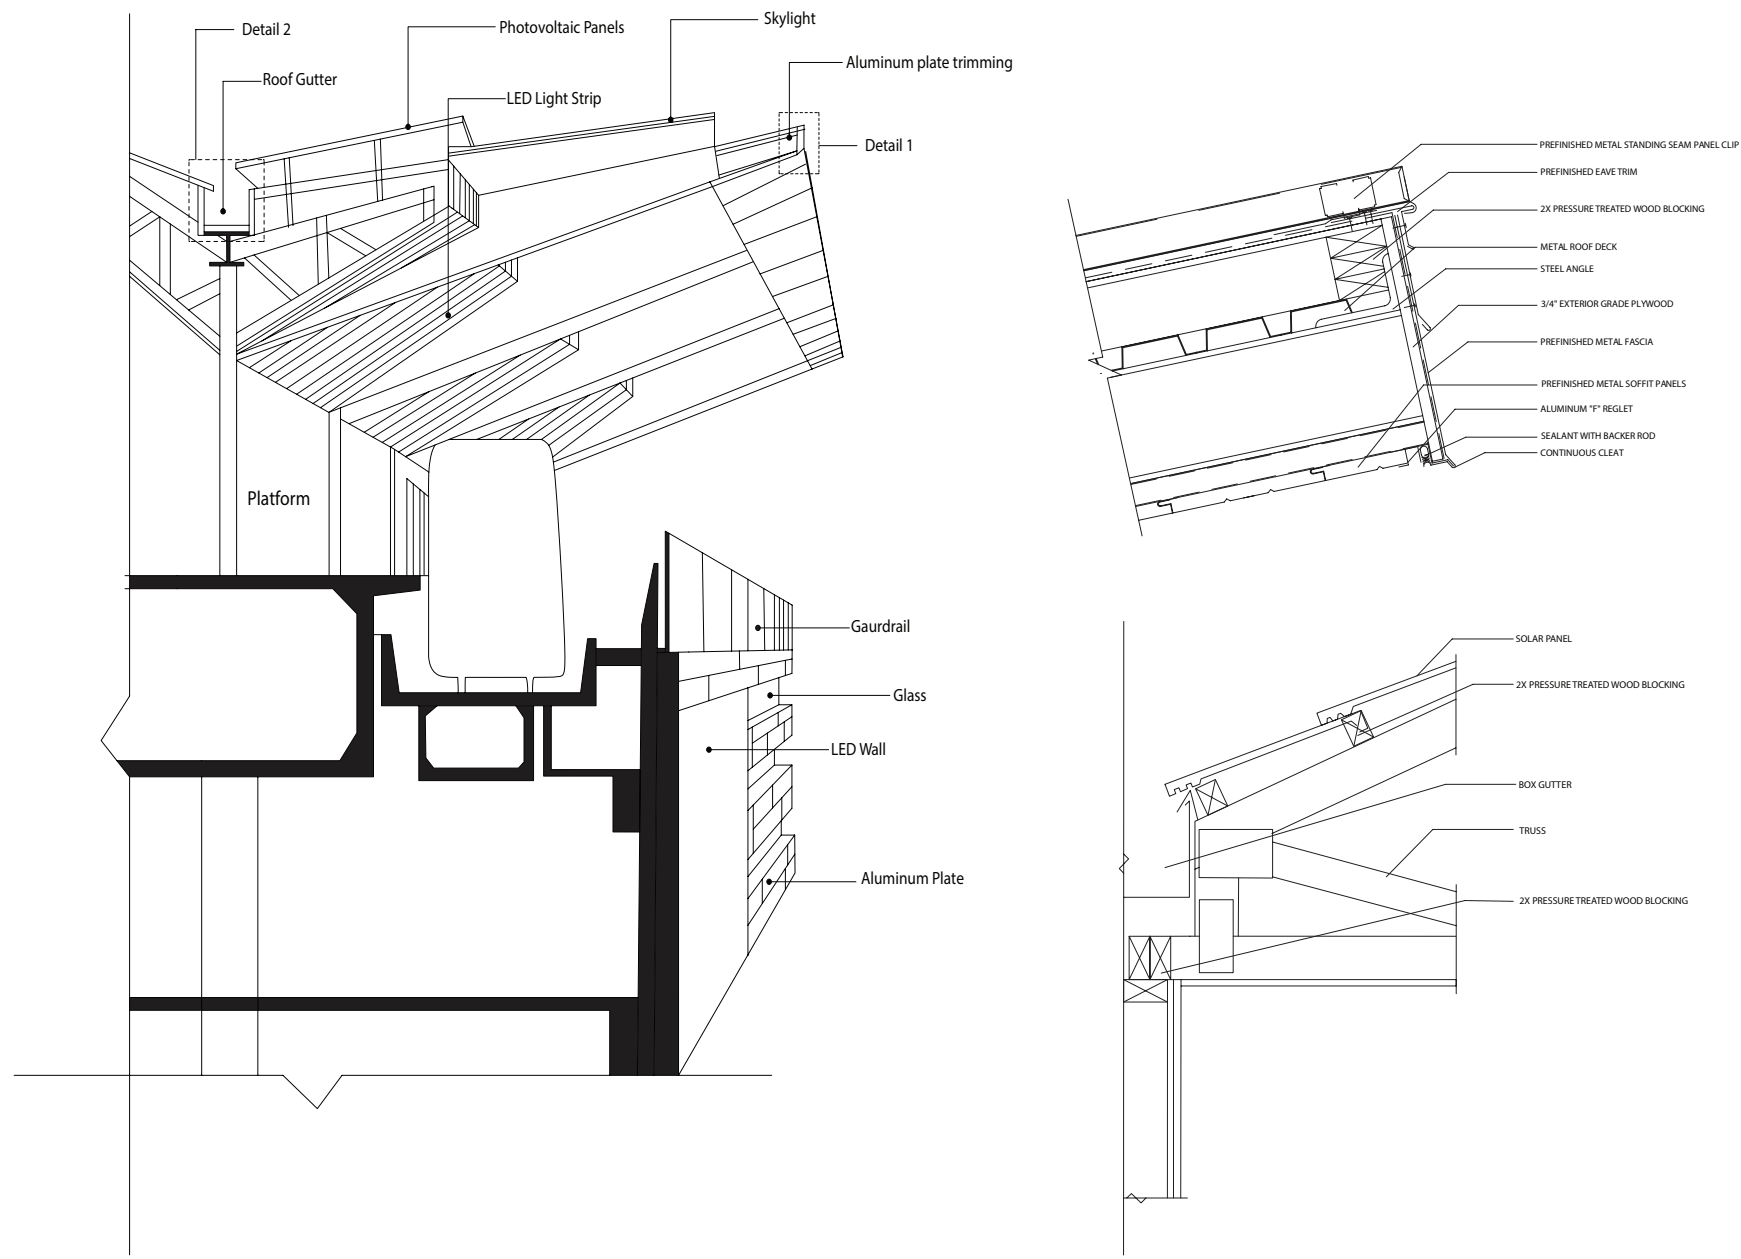 Detail 2
Photovoltaic Panels
Skylight
Roof Gutter
LED Light Strip
Aluminum plate trimming
Detail 1
Platform
Gaurdrail
Glass
LED Wall
Aluminum Plate
PREFINISHED METAL STANDING SEAM PANEL CLIP
PREFINISHED EAVE TRIM
2X PRESSURE TREATED WOOD BLOCKING
METAL ROOF DECK
STEEL ANGLE
3/4" EXTERIOR GRADE PLYWOOD
PREFINISHED METAL FASCIA
PREFINISHED METAL SOFFIT PANELS
ALUMINUM "F" REGLET
SEALANT WITH BACKER ROD
CONTINUOUS CLEAT
SOLAR PANEL
2X PRESSURE TREATED WOOD BLOCKING
BOX GUTTER
TRUSS
2X PRESSURE TREATED WOOD BLOCKING